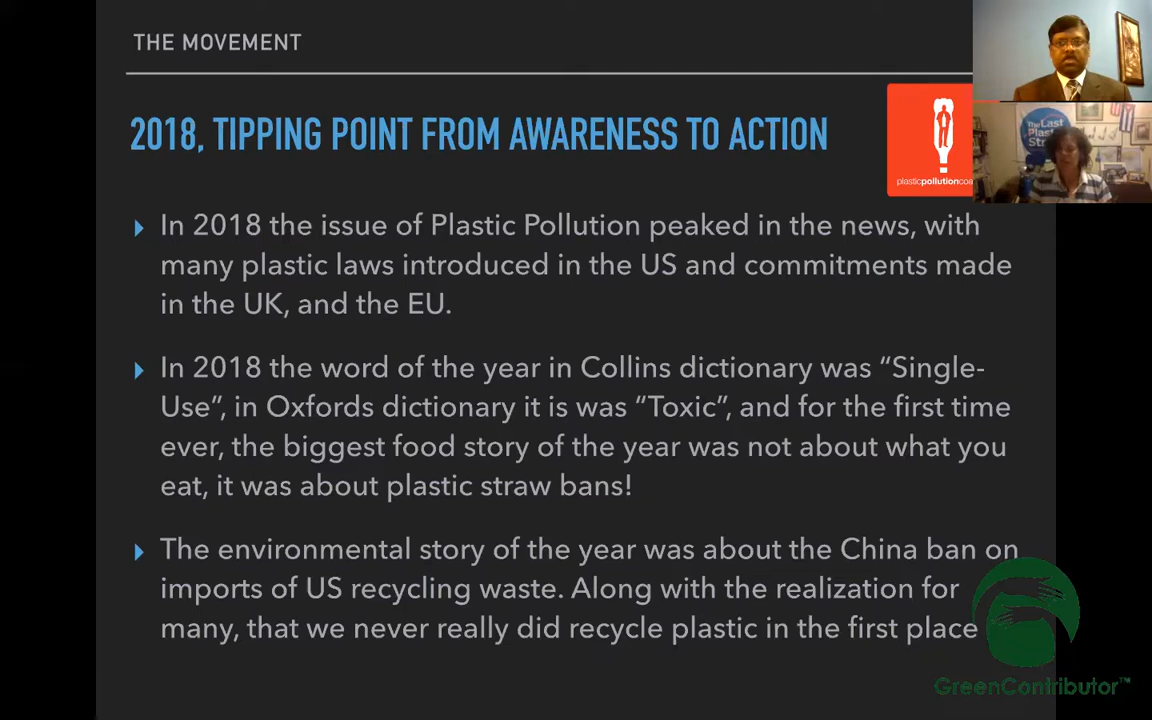 THE MOVEMENT
2018, TIPPING POINT FROM AWARENESS TO ACTION
plasticpollutioncoa
The Last
Plas
Str
In 2018 the issue of Plastic Pollution peaked in the news, with
many plastic laws introduced in the US and commitments made
in the UK, and the EU.
In 2018 the word of the year in Collins dictionary was “Single-
Use”, in Oxfords dictionary it is was “Toxic”, and for the first time
ever, the biggest food story of the year was not about what you
eat, it was about plastic straw bans!
The environmental story of the year was about the China ban on
imports of US recycling waste. Along with the realization for
many, that we never really did recycle plastic in the first place
GreenContributor™